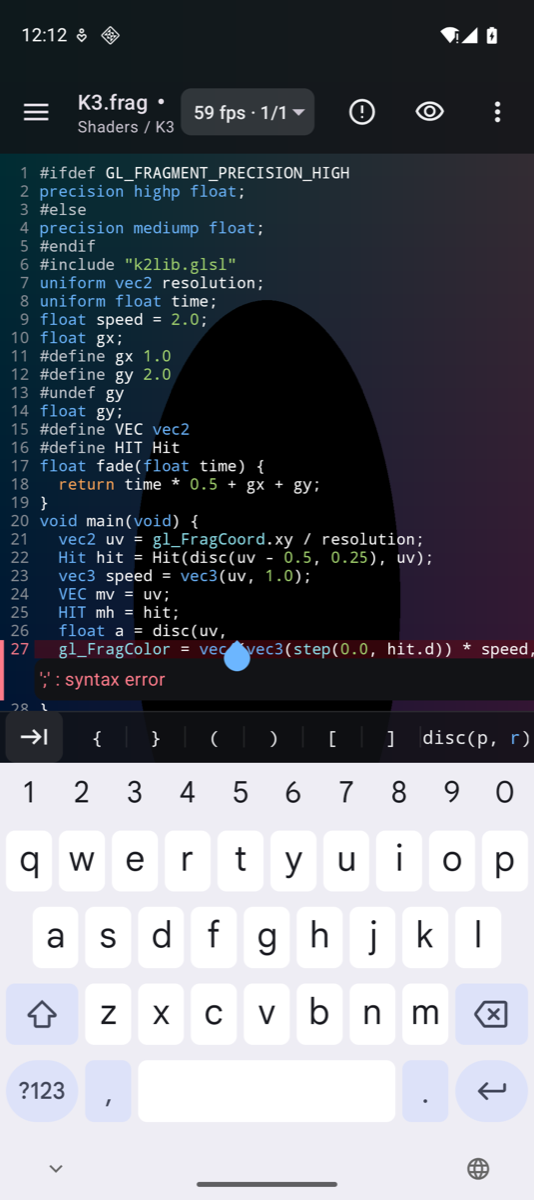 12:12
K3.frag •
Shaders / K3
59 fps · 1/1
1 #ifdef GL_FRAGMENT_PRECISION_HIGH
2 precision highp float;
3 #else
4 precision mediump float;
5 #endif
6 #include "k2lib.glsl"
7 uniform vec2 resolution;
8 uniform float time;
9 float speed = 2.0;
10 float gx;
11 #define gx 1.0
12 #define gy 2.0
13 #undef gy
14 float gy;
15 #define VEC vec2
16 #define HIT Hit
17 float fade(float time) {
18   return time * 0.5 + gx + gy;
19 }
20 void main(void) {
21   vec2 uv = gl_FragCoord.xy / resolution;
22   Hit hit = Hit(disc(uv - 0.5, 0.25), uv);
23   vec3 speed = vec3(uv, 1.0);
24   VEC mv = uv;
25   HIT mh = hit;
26   float a = disc(uv,
27   gl_FragColor = vec (vec3(step(0.0, hit.d)) * speed,
';' : syntax error
28 }
{ } ( ) [ ] disc(p, r)
1 2 3 4 5 6 7 8 9 0
q w e r t y u i o p
a s d f g h j k l
z x c v b n m
?123 , .